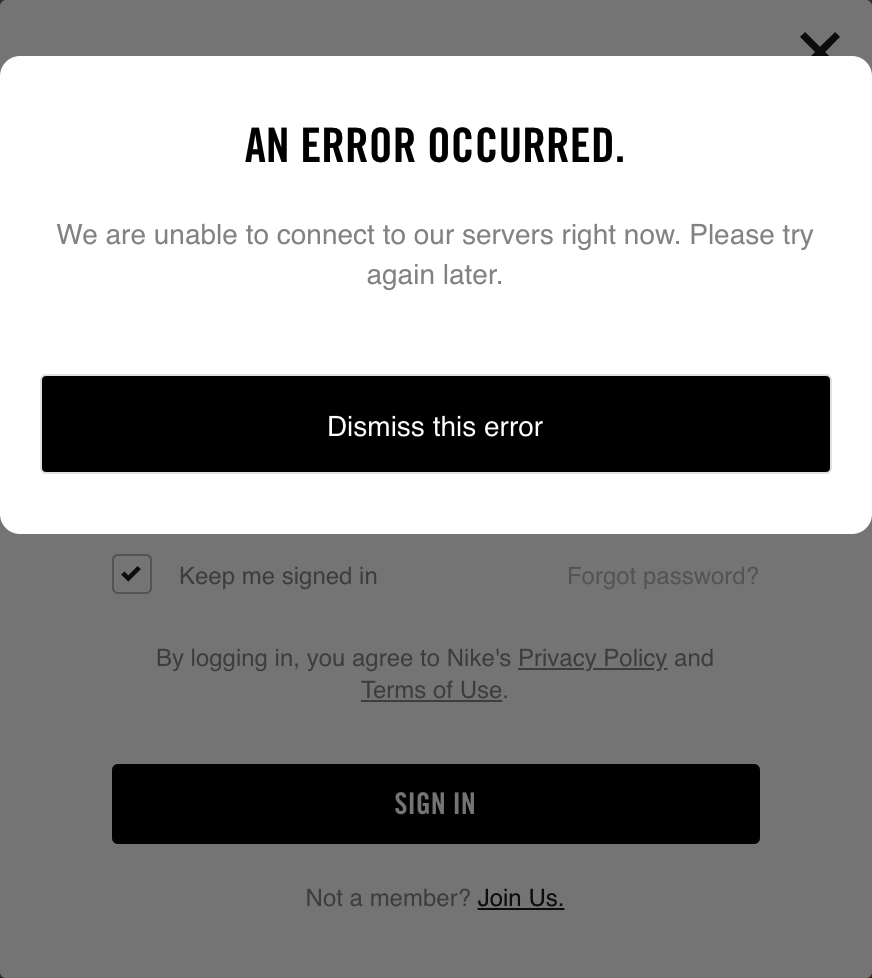 AN ERROR OCCURRED.
We are unable to connect to our servers right now. Please try
again later.
Dismiss this error
Keep me signed in
Forgot password?
By logging in, you agree to Nike's Privacy Policy and
Terms of Use.
SIGN IN
Not a member? Join Us.